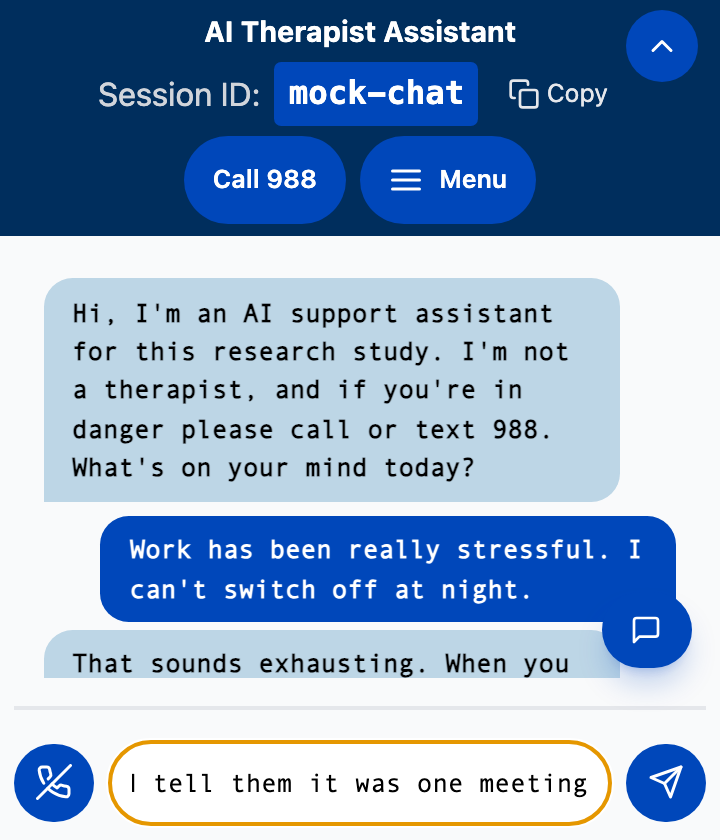 AI Therapist Assistant
Session ID: mock-chat Copy
Call 988 Menu
Hi, I'm an AI support assistant
for this research study. I'm not
a therapist, and if you're in
danger please call or text 988.
What's on your mind today?
Work has been really stressful. I
can't switch off at night.
That sounds exhausting. When you
I tell them it was one meeting